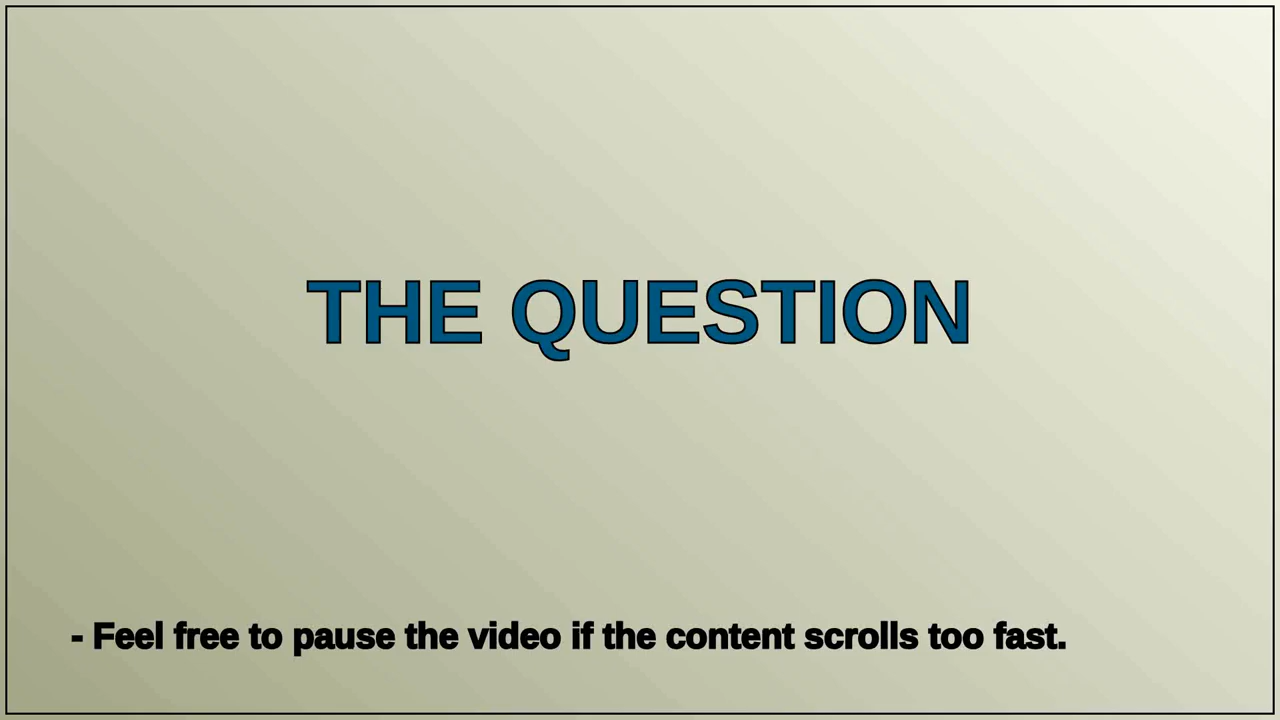 THE QUESTION
- Feel free to pause the video if the content scrolls too fast.